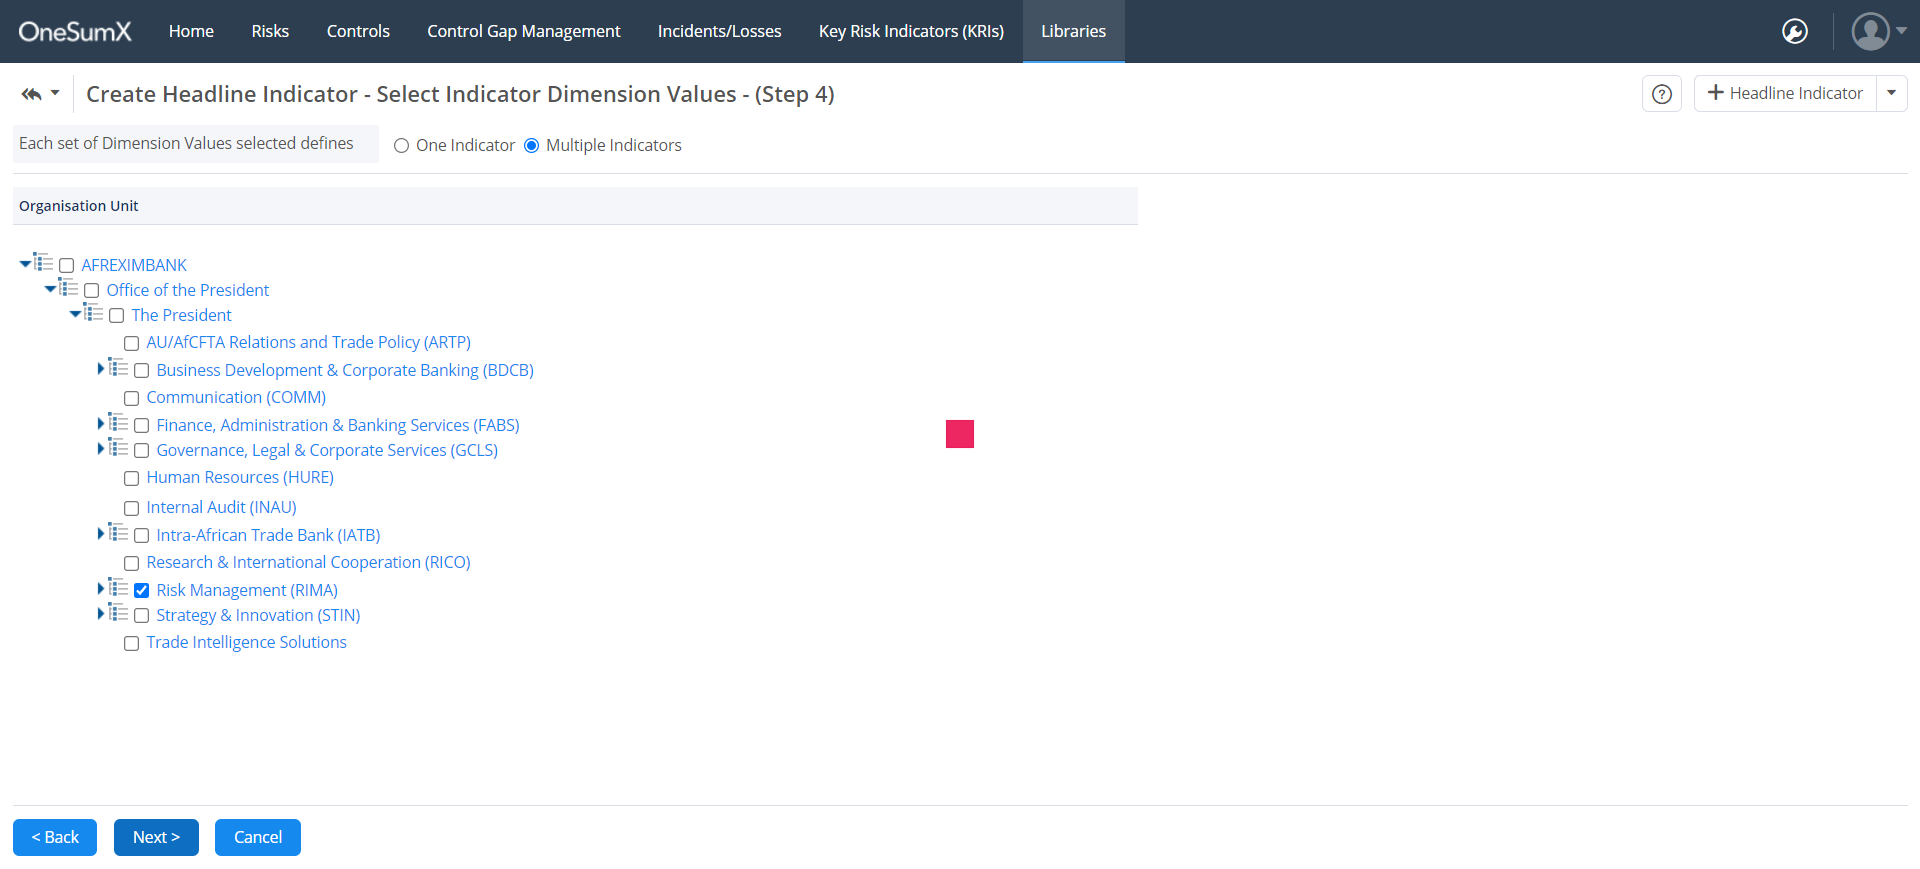 OneSumX Home Risks Controls Control Gap Management Incidents/Losses Key Risk Indicators (KRIs) Libraries
Create Headline Indicator - Select Indicator Dimension Values - (Step 4)
? + Headline Indicator
Each set of Dimension Values selected defines One Indicator Multiple Indicators
Organisation Unit
AFREXIMBANK
Office of the President
The President
AU/AfCFTA Relations and Trade Policy (ARTP)
Business Development & Corporate Banking (BDCB)
Communication (COMM)
Finance, Administration & Banking Services (FABS)
Governance, Legal & Corporate Services (GCLS)
Human Resources (HURE)
Internal Audit (INAU)
Intra-African Trade Bank (IATB)
Research & International Cooperation (RICO)
Risk Management (RIMA)
Strategy & Innovation (STIN)
Trade Intelligence Solutions
< Back Next > Cancel